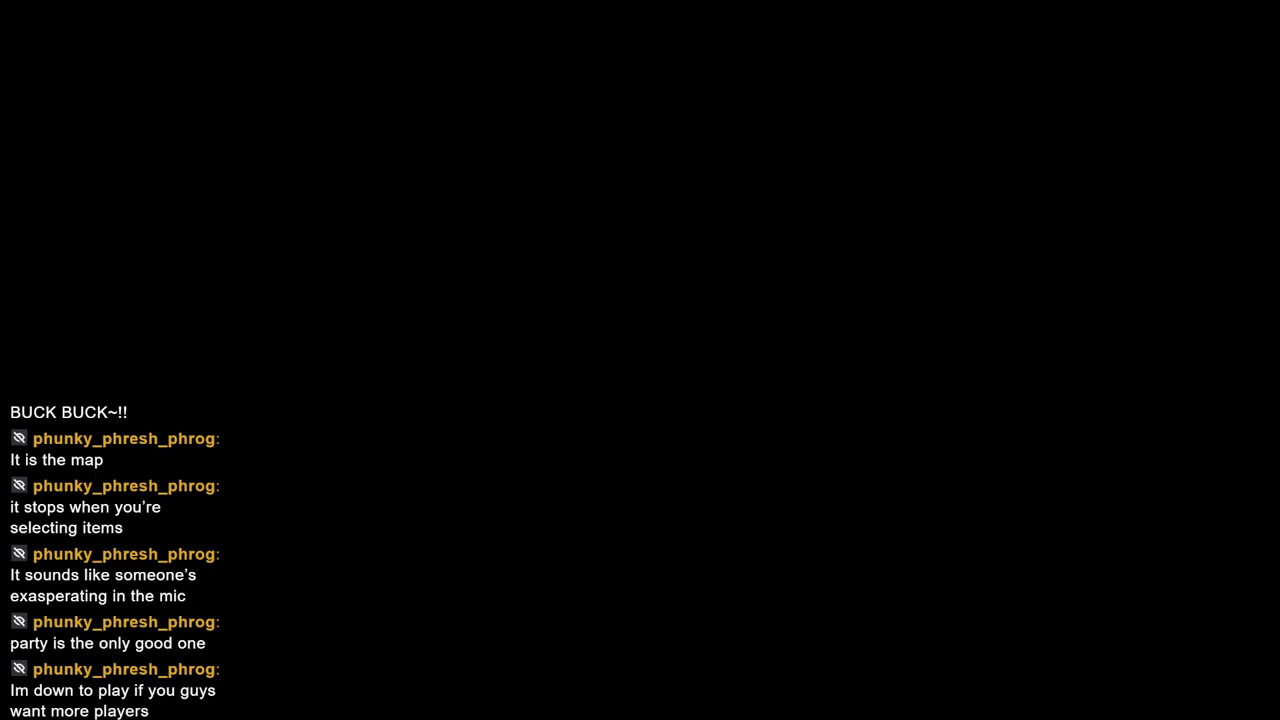 BUCK BUCK~!!
phunky_phresh_phrog:
It is the map
phunky_phresh_phrog:
it stops when you’re
selecting items
phunky_phresh_phrog:
It sounds like someone’s
exasperating in the mic
phunky_phresh_phrog:
party is the only good one
phunky_phresh_phrog:
Im down to play if you guys
want more players